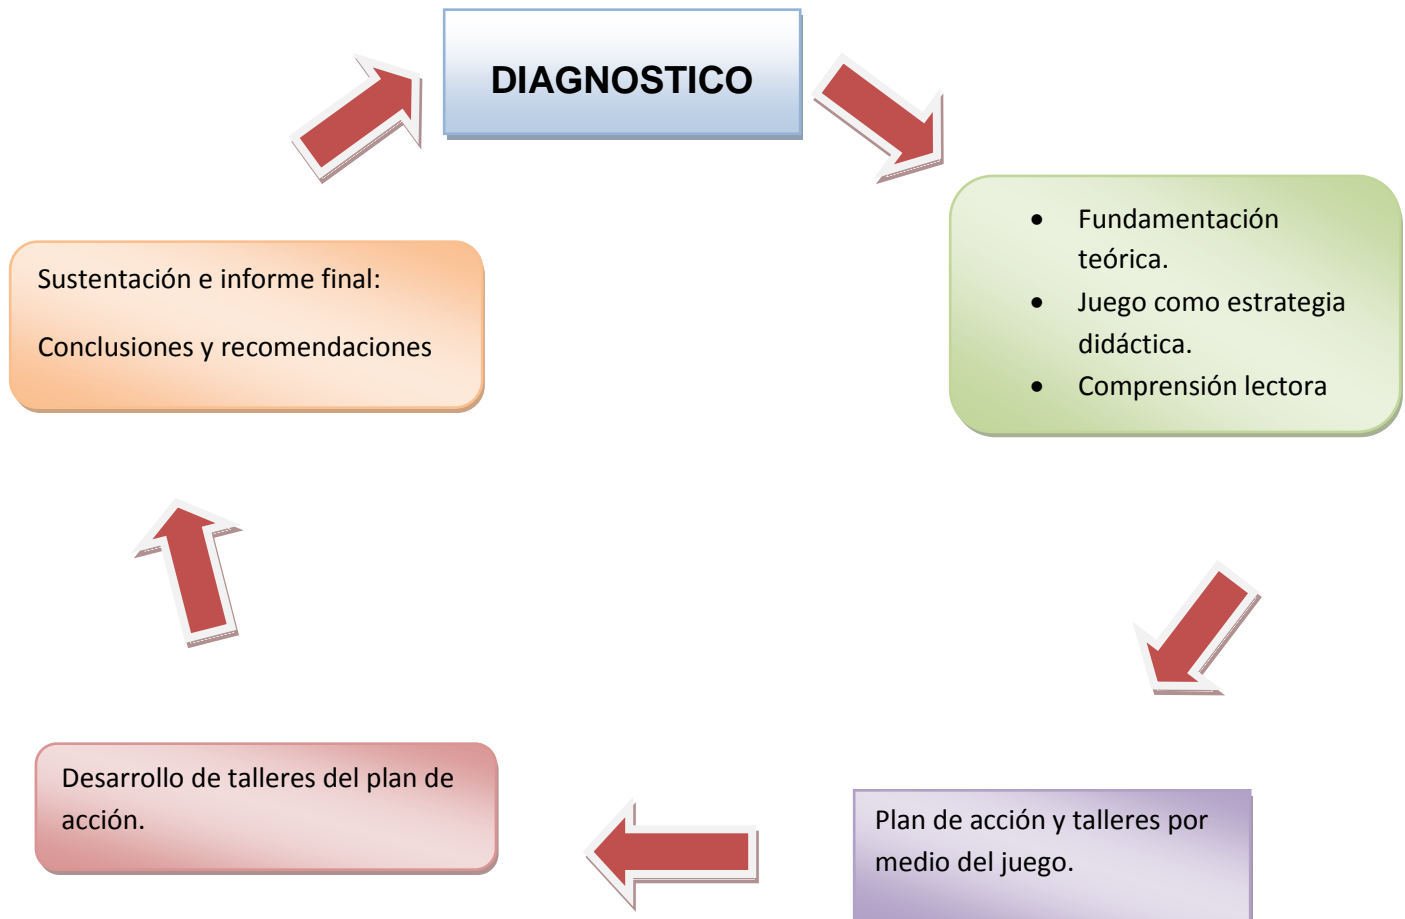 DIAGNOSTICO
• Fundamentación
teórica.
• Juego como estrategia
didáctica.
• Comprensión lectora
Sustentación e informe final:
Conclusiones y recomendaciones
Desarrollo de talleres del plan de
acción.
Plan de acción y talleres por
medio del juego.